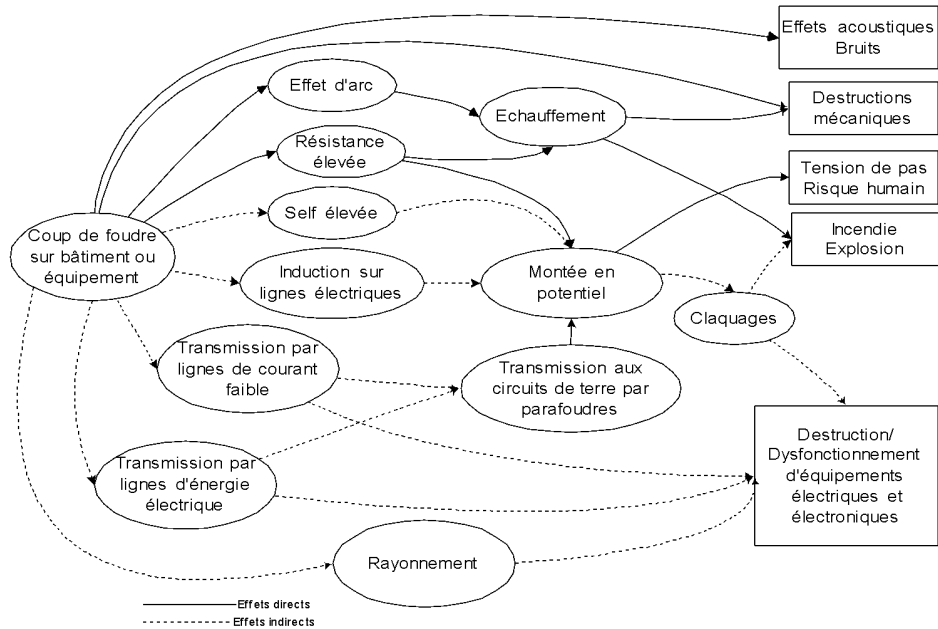 Effets acoustiques
Bruits
Effet d'arc
Echauffement
Destructions
mécaniques
Résistance
élevée
Tension de pas
Risque humain
Self élevée
Coup de foudre
sur bâtiment ou
équipement
Incendie
Explosion
Induction sur
lignes électriques
Montée en
potentiel
Claquages
Transmission par
lignes de courant
faible
Transmission aux
circuits de terre par
parafoudres
Destruction/
Dysfonctionnement
d'équipements
électriques et
électroniques
Transmission par
lignes d'énergie
électrique
Rayonnement
Effets directs
Effets indirects